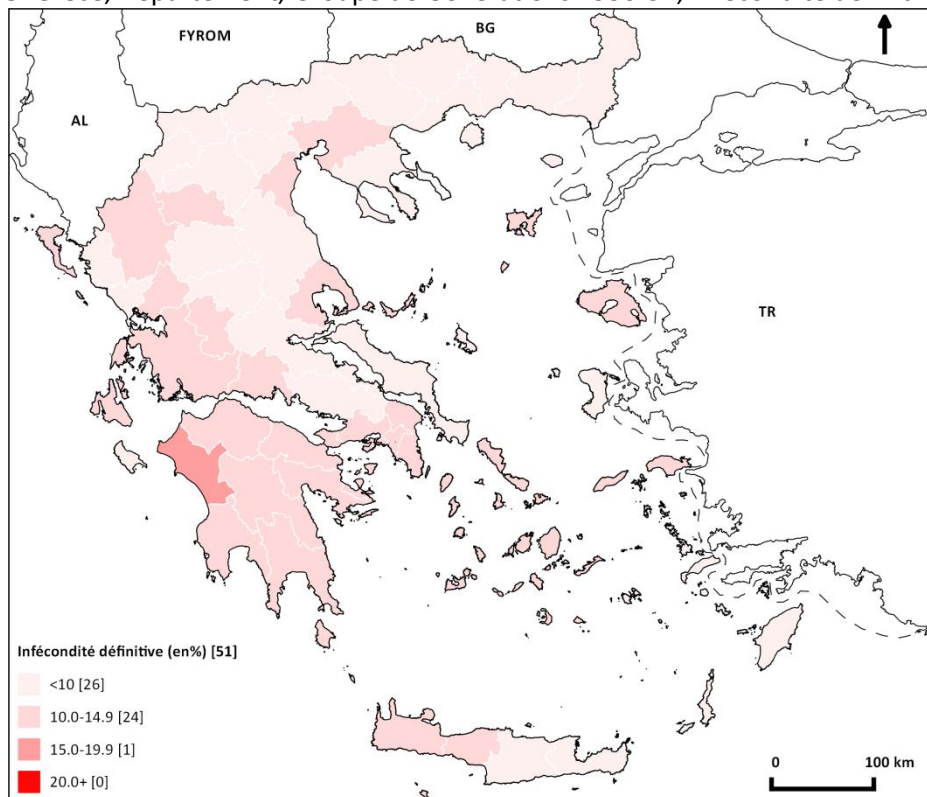 FYROM
BG
AL
TR
Infécondité définitive (en%) [51]
<10 [26]
10.0-14.9 [24]
15.0-19.9 [1]
20.0+ [0]
0 100 km